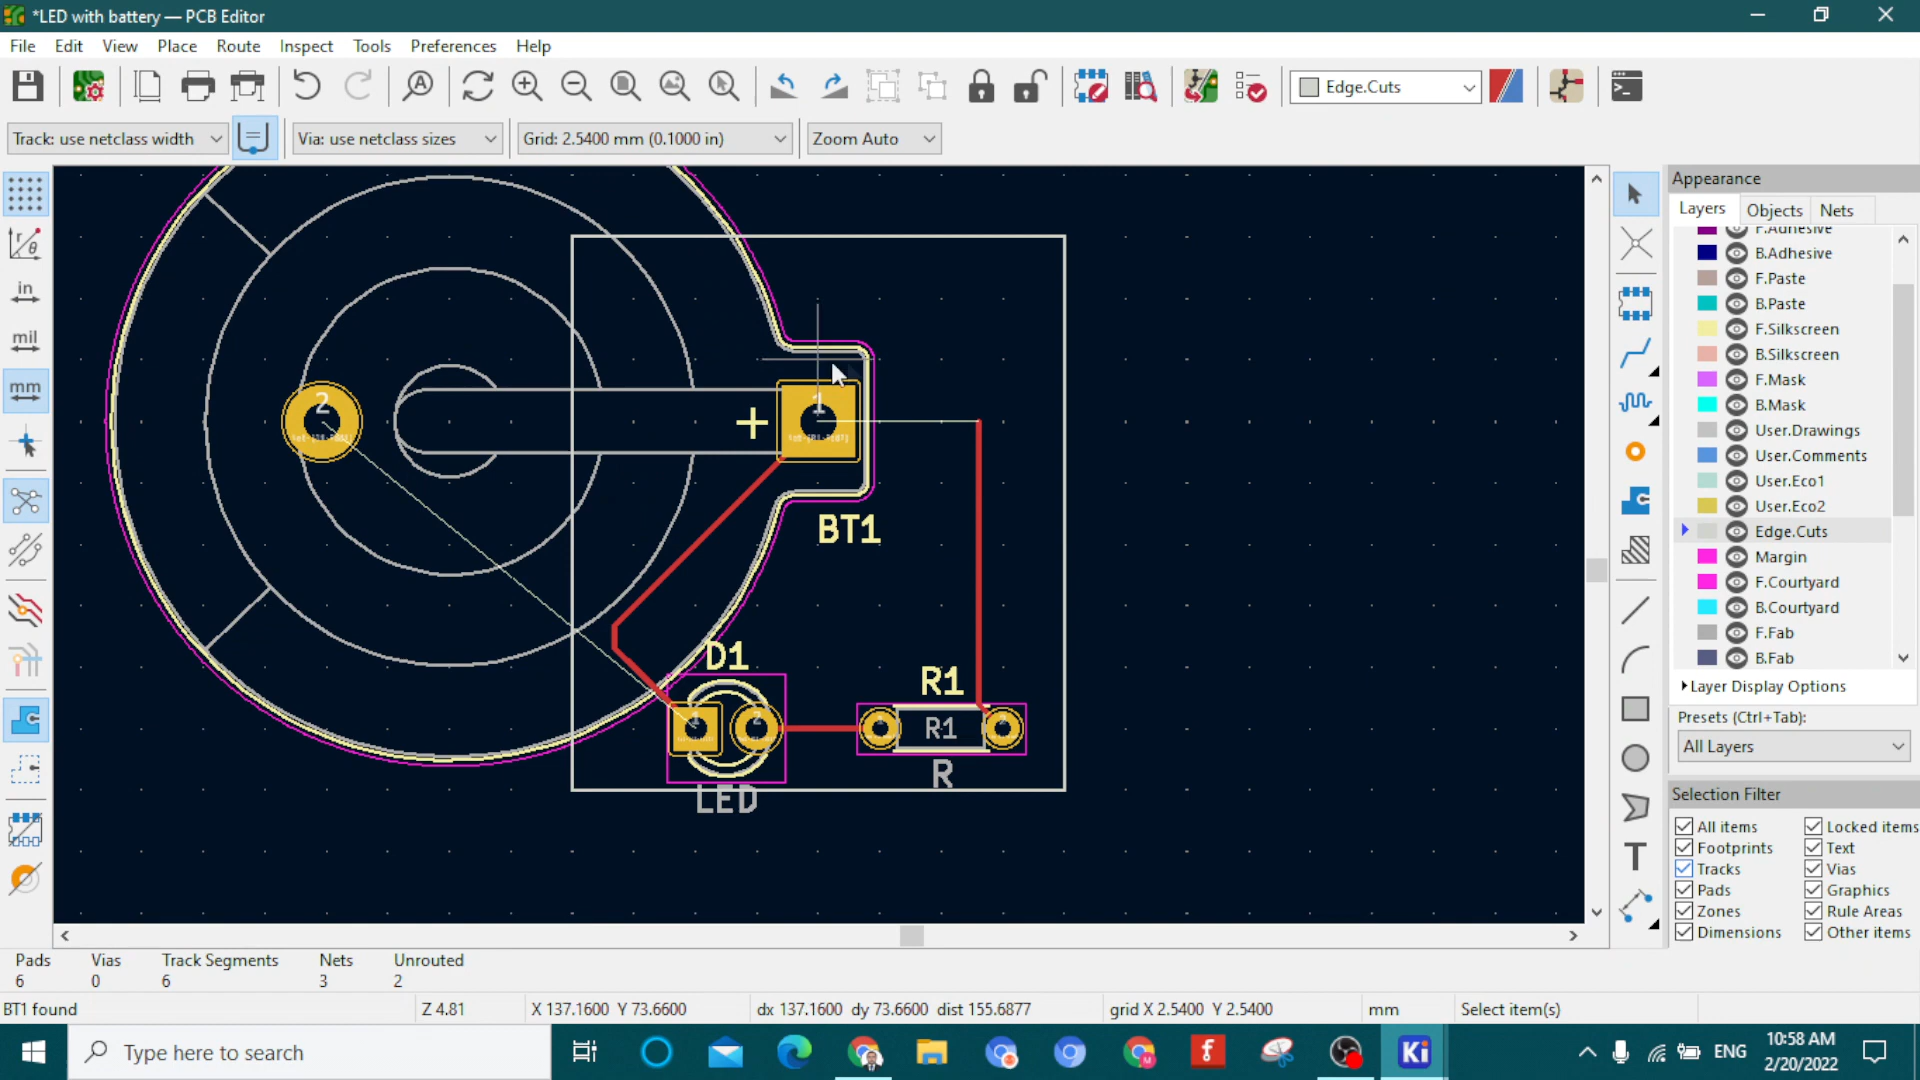 *LED with battery — PCB Editor
File Edit View Place Route Inspect Tools Preferences Help
Edge.Cuts
Track: use netclass width
Via: use netclass sizes
Grid: 2.5400 mm (0.1000 in)
Zoom Auto
in
mil
mm
Appearance
Layers Objects Nets
F.Adhesive
B.Adhesive
F.Paste
B.Paste
F.Silkscreen
B.Silkscreen
F.Mask
B.Mask
User.Drawings
User.Comments
User.Eco1
User.Eco2
Edge.Cuts
Margin
F.Courtyard
B.Courtyard
F.Fab
B.Fab
Layer Display Options
Presets (Ctrl+Tab):
All Layers
Selection Filter
All items Locked items
Footprints Text
Tracks Vias
Pads Graphics
Zones Rule Areas
Dimensions Other items
2
+
1
BT1
D1
1 2
LED
R1
R1
R
Pads Vias Track Segments Nets Unrouted
6 0 6 3 2
BT1 found
Z 4.81
X 137.1600 Y 73.6600
dx 137.1600 dy 73.6600 dist 155.6877
grid X 2.5400 Y 2.5400
mm
Select item(s)
Type here to search
Ki
ENG
10:58 AM
2/20/2022